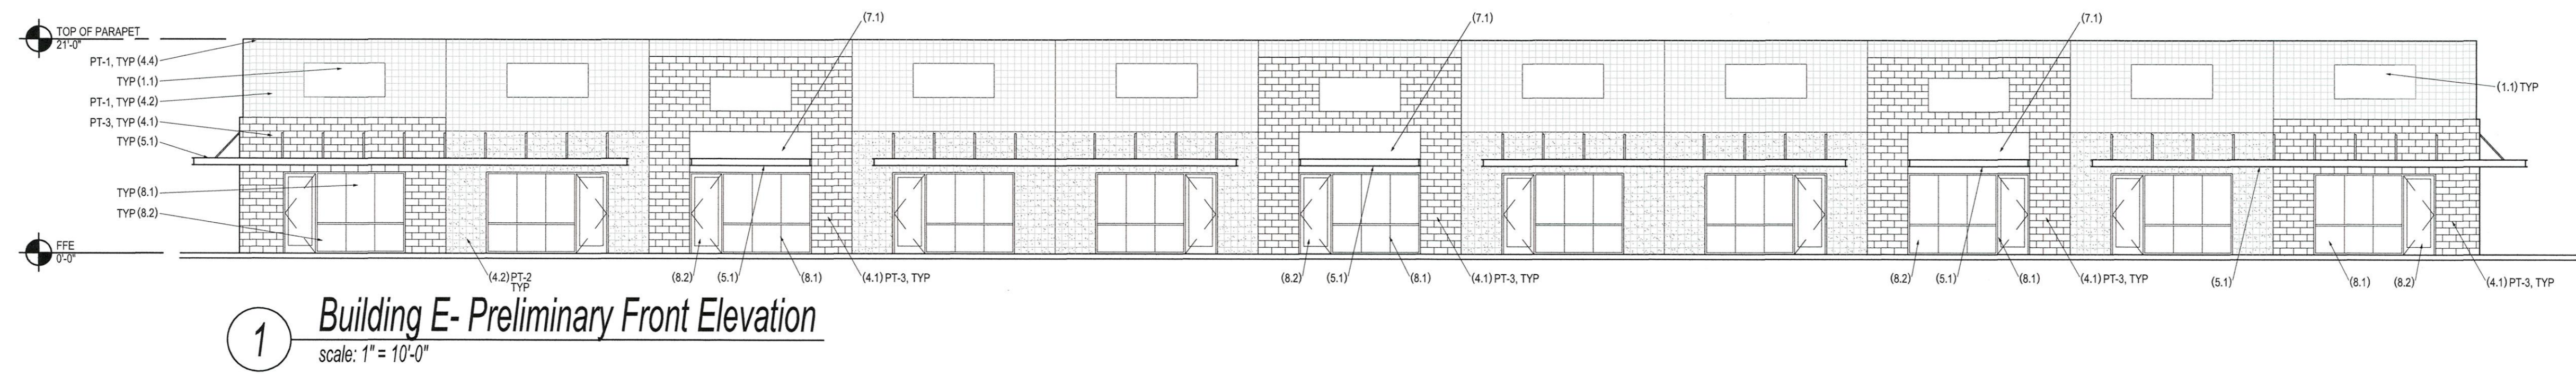 (7.1)
(7.1)
(7.1)
TOP OF PARAPET
21'-0"
PT-1, TYP (4.4)
TYP (1.1)
(1.1) TYP
PT-1, TYP (4.2)
PT-3, TYP (4.1)
TYP (5.1)
TYP (8.1)
TYP (8.2)
FFE
0'-0"
(4.2) PT-2
TYP
(8.2)
(5.1)
(8.1)
(4.1) PT-3, TYP
(8.2)
(5.1)
(8.1)
(4.1) PT-3, TYP
(8.2)
(5.1)
(8.1)
(4.1) PT-3, TYP
(5.1)
(8.1)
(8.2)
(4.1) PT-3, TYP
1
Building E- Preliminary Front Elevation
scale: 1" = 10'-0"